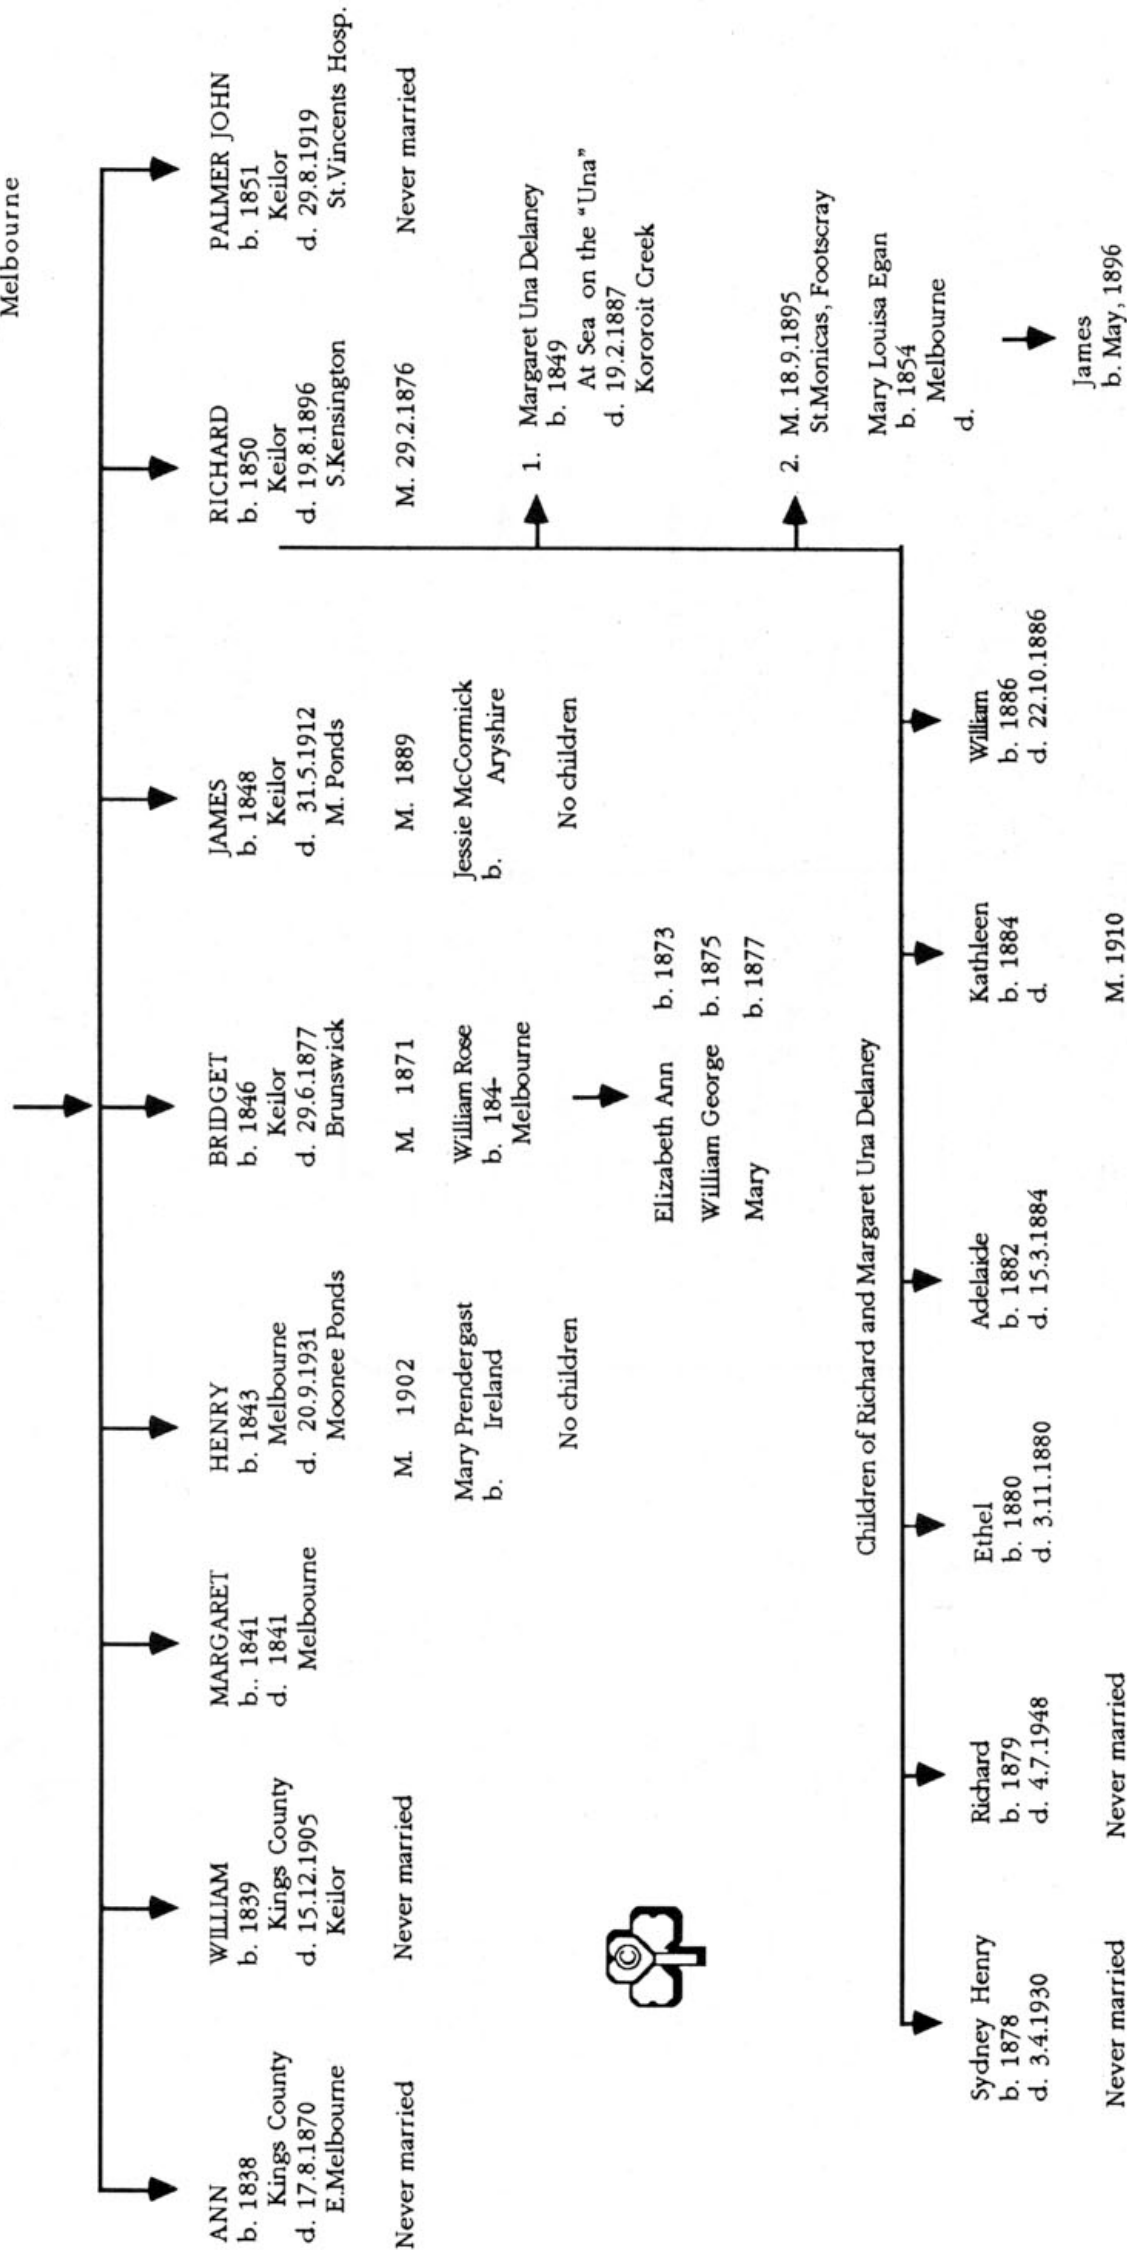 Melbourne
ANN
b. 1838
Kings County
d. 17.8.1870
E.Melbourne
Never married
WILLIAM
b. 1839
Kings County
d. 15.12.1905
Keilor
Never married
MARGARET
b.. 1841
d. 1841
Melbourne
HENRY
b. 1843
Melbourne
d. 20.9.1931
Moonee Ponds
M. 1902
Mary Prendergast
b. Ireland
No children
BRIDGET
b. 1846
Keilor
d. 29.6.1877
Brunswick
M 1871
William Rose
b. 184-
Melbourne
Elizabeth Ann b. 1873
William George b. 1875
Mary b. 1877
JAMES
b. 1848
Keilor
d. 31.5.1912
M. Ponds
M. 1889
Jessie McCormick
b. Aryshire
No children
RICHARD
b. 1850
Keilor
d. 19.8.1896
S.Kensington
M. 29.2.1876
1. Margaret Una Delaney
b. 1849
At Sea on the "Una"
d. 19.2.1887
Kororoit Creek
2. M. 18.9.1895
St.Monicas, Footscray
Mary Louisa Egan
b. 1854
Melbourne
d.
James
b. May, 1896
PALMER JOHN
b. 1851
Keilor
d. 29.8.1919
St.Vincents Hosp.
Never married
©
Children of Richard and Margaret Una Delaney
Sydney Henry
b. 1878
d. 3.4.1930
Never married
Richard
b. 1879
d. 4.7.1948
Never married
Ethel
b. 1880
d. 3.11.1880
Adelaide
b. 1882
d. 15.3.1884
Kathleen
b. 1884
d.
M. 1910
William
b. 1886
d. 22.10.1886